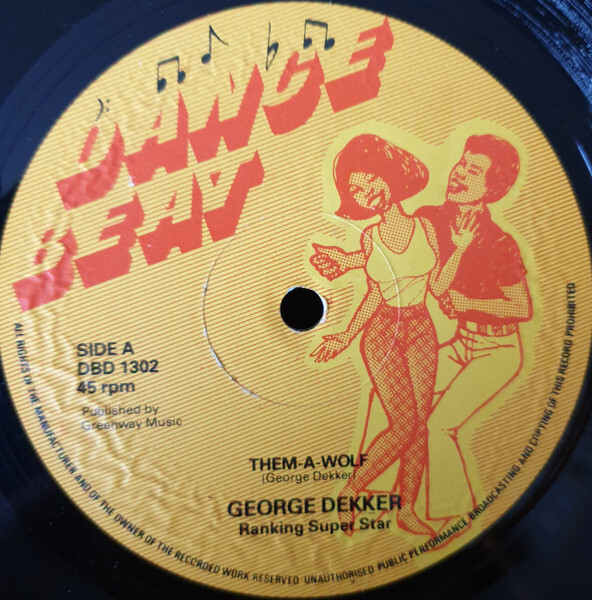 DANCE
BEAT
SIDE A
DBD 1302
45 rpm
Published by
Greenway Music
THEM-A-WOLF
(George Dekker)
GEORGE DEKKER
Ranking Super Star
ALL RIGHTS OF THE MANUFACTURER AND OF THE OWNER OF THE RECORDED WORK RESERVED UNAUTHORISED PUBLIC PERFORMANCE BROADCASTING AND COPYING OF THIS RECORD PROHIBITED